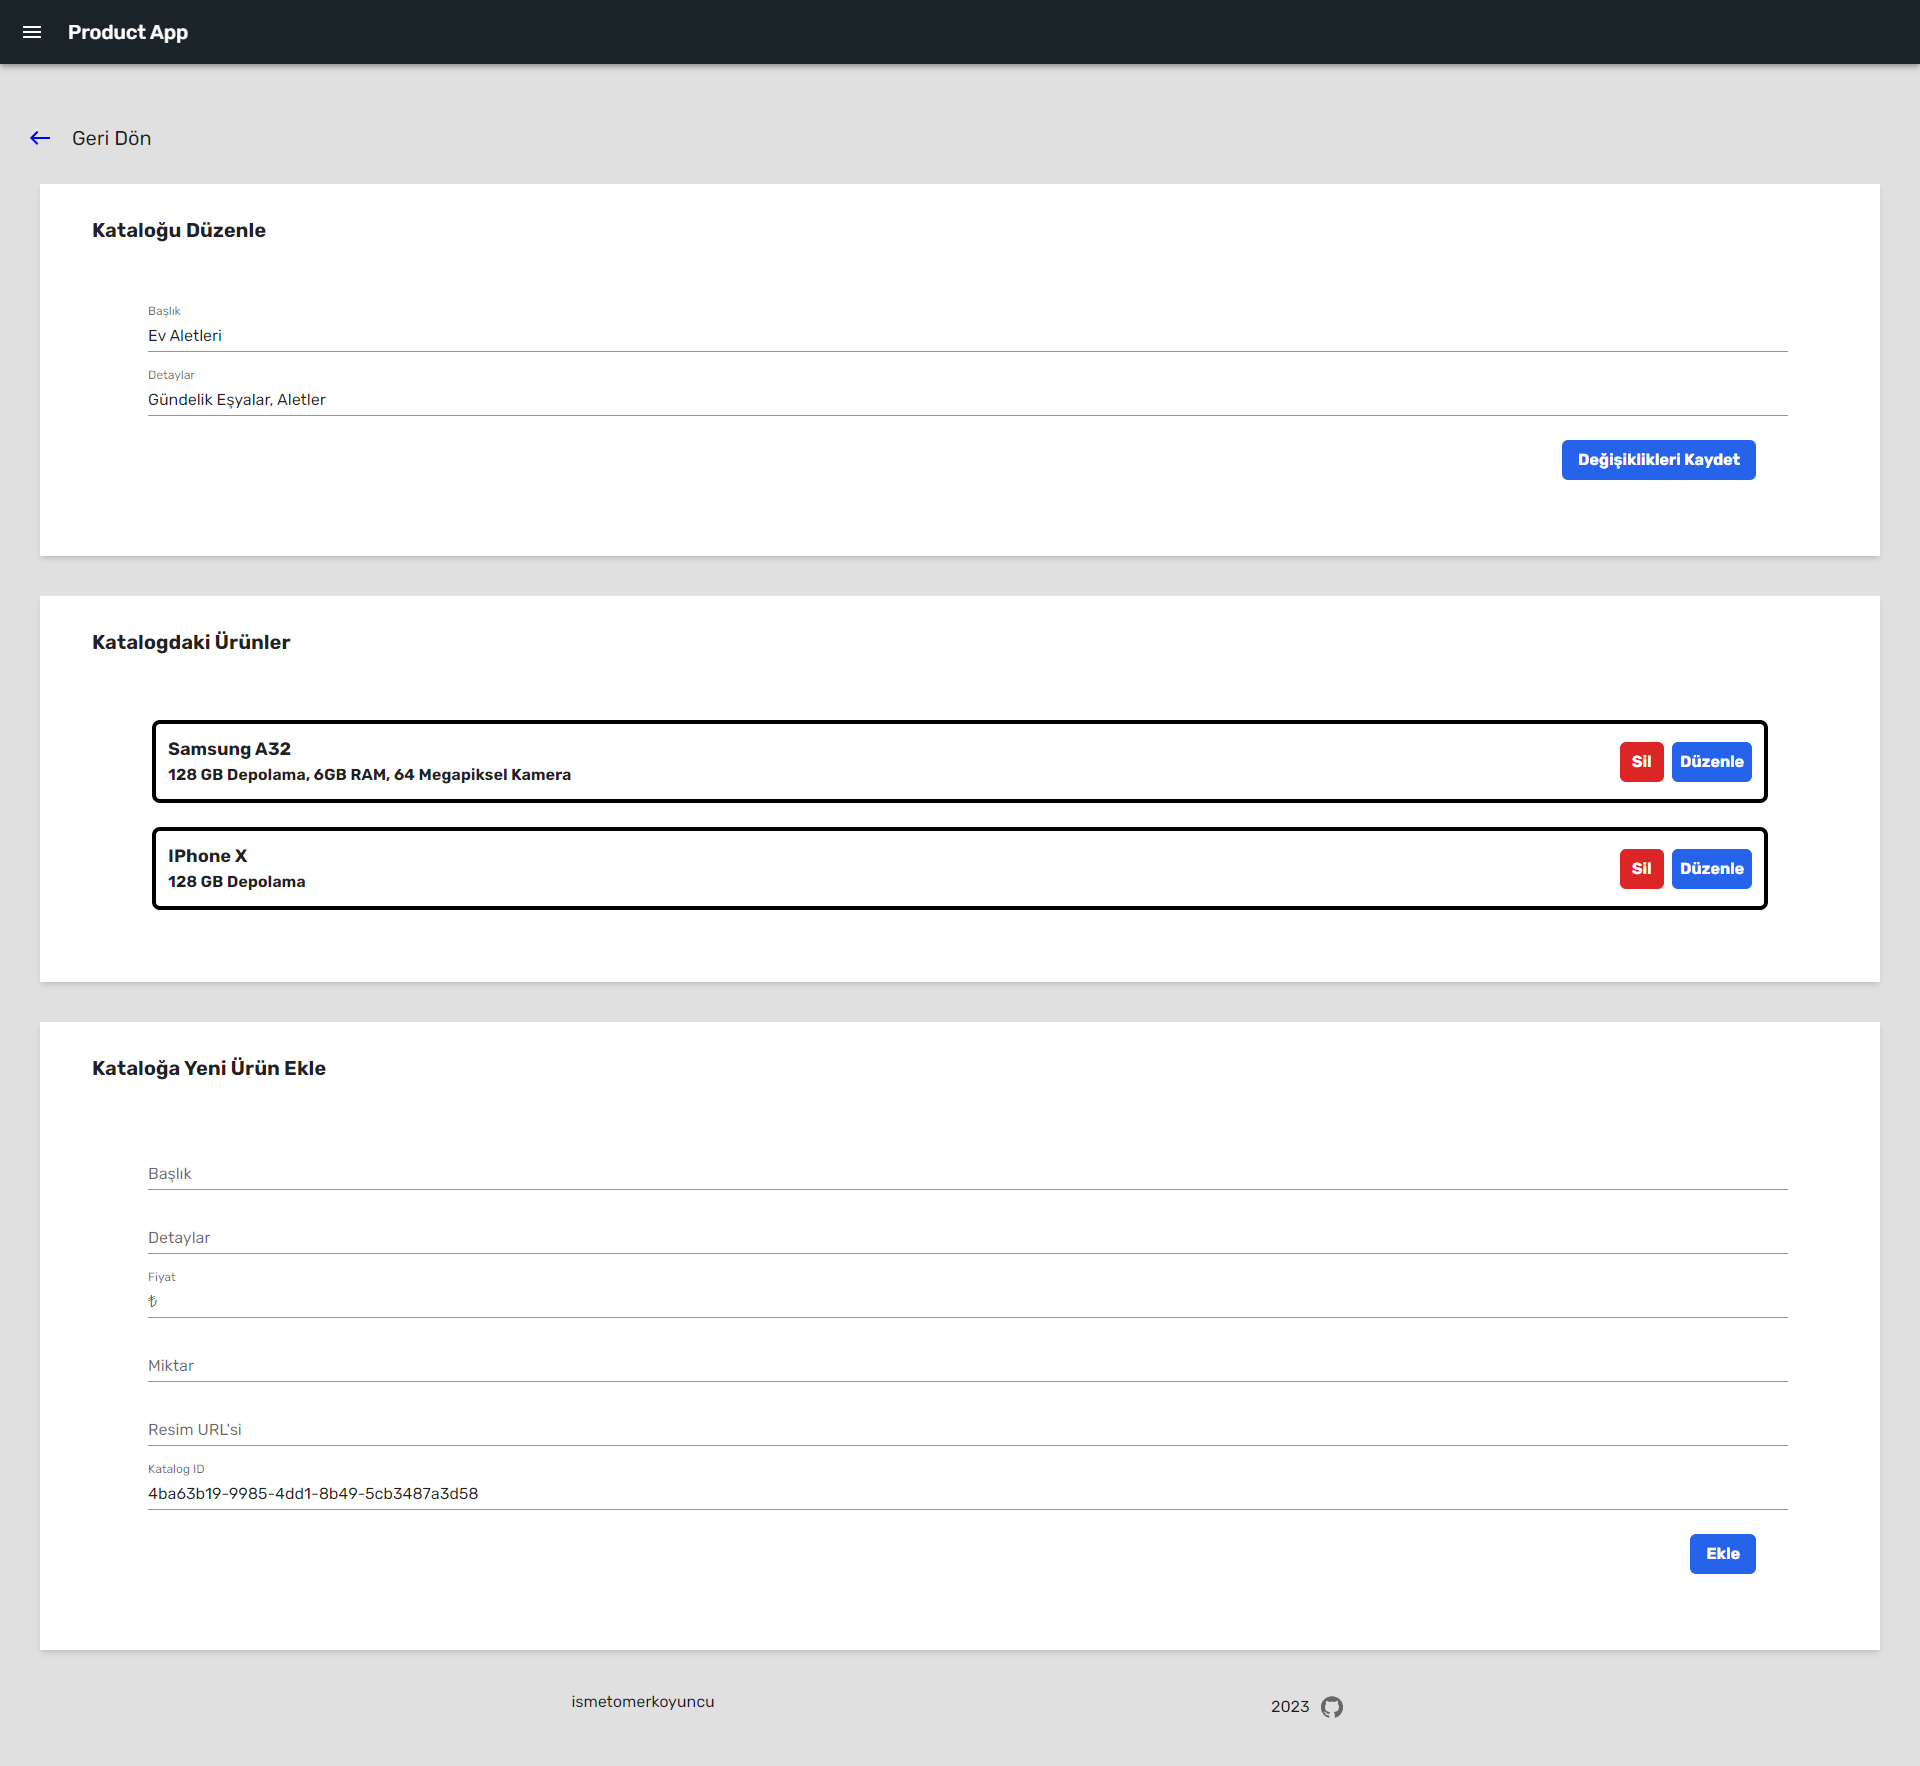 Product App
Geri Dön
Kataloğu Düzenle
Başlık
Ev Aletleri
Detaylar
Gündelik Eşyalar, Aletler
Değişiklikleri Kaydet
Katalogdaki Ürünler
Samsung A32
128 GB Depolama, 6GB RAM, 64 Megapiksel Kamera
Sil Düzenle
IPhone X
128 GB Depolama
Sil Düzenle
Kataloğa Yeni Ürün Ekle
Başlık
Detaylar
Fiyat
₺
Miktar
Resim URL'si
Katalog ID
4ba63b19-9985-4dd1-8b49-5cb3487a3d58
Ekle
ismetomerkoyuncu 2023